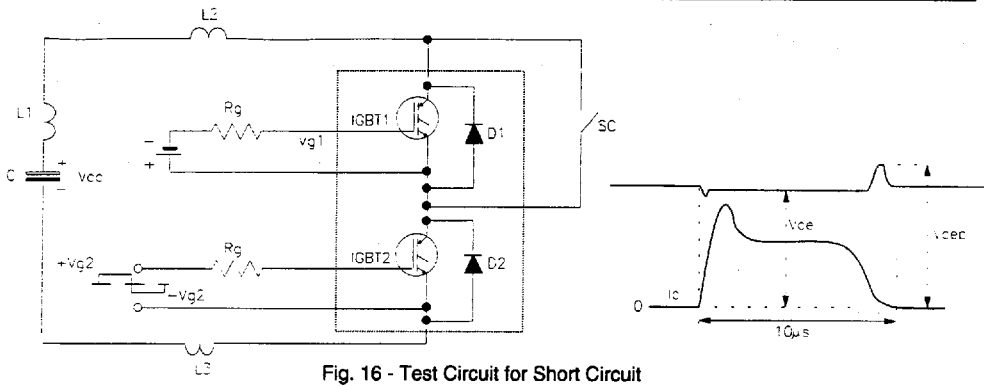 L2
L1
Rg
IGBT1
D1
SC
vg1
-
+
C
+
-
Vcc
Rg
IGBT2
D2
+Vg2
-Vg2
L3
Vce
Vcep
0
Ic
10µs
Fig. 16 - Test Circuit for Short Circuit